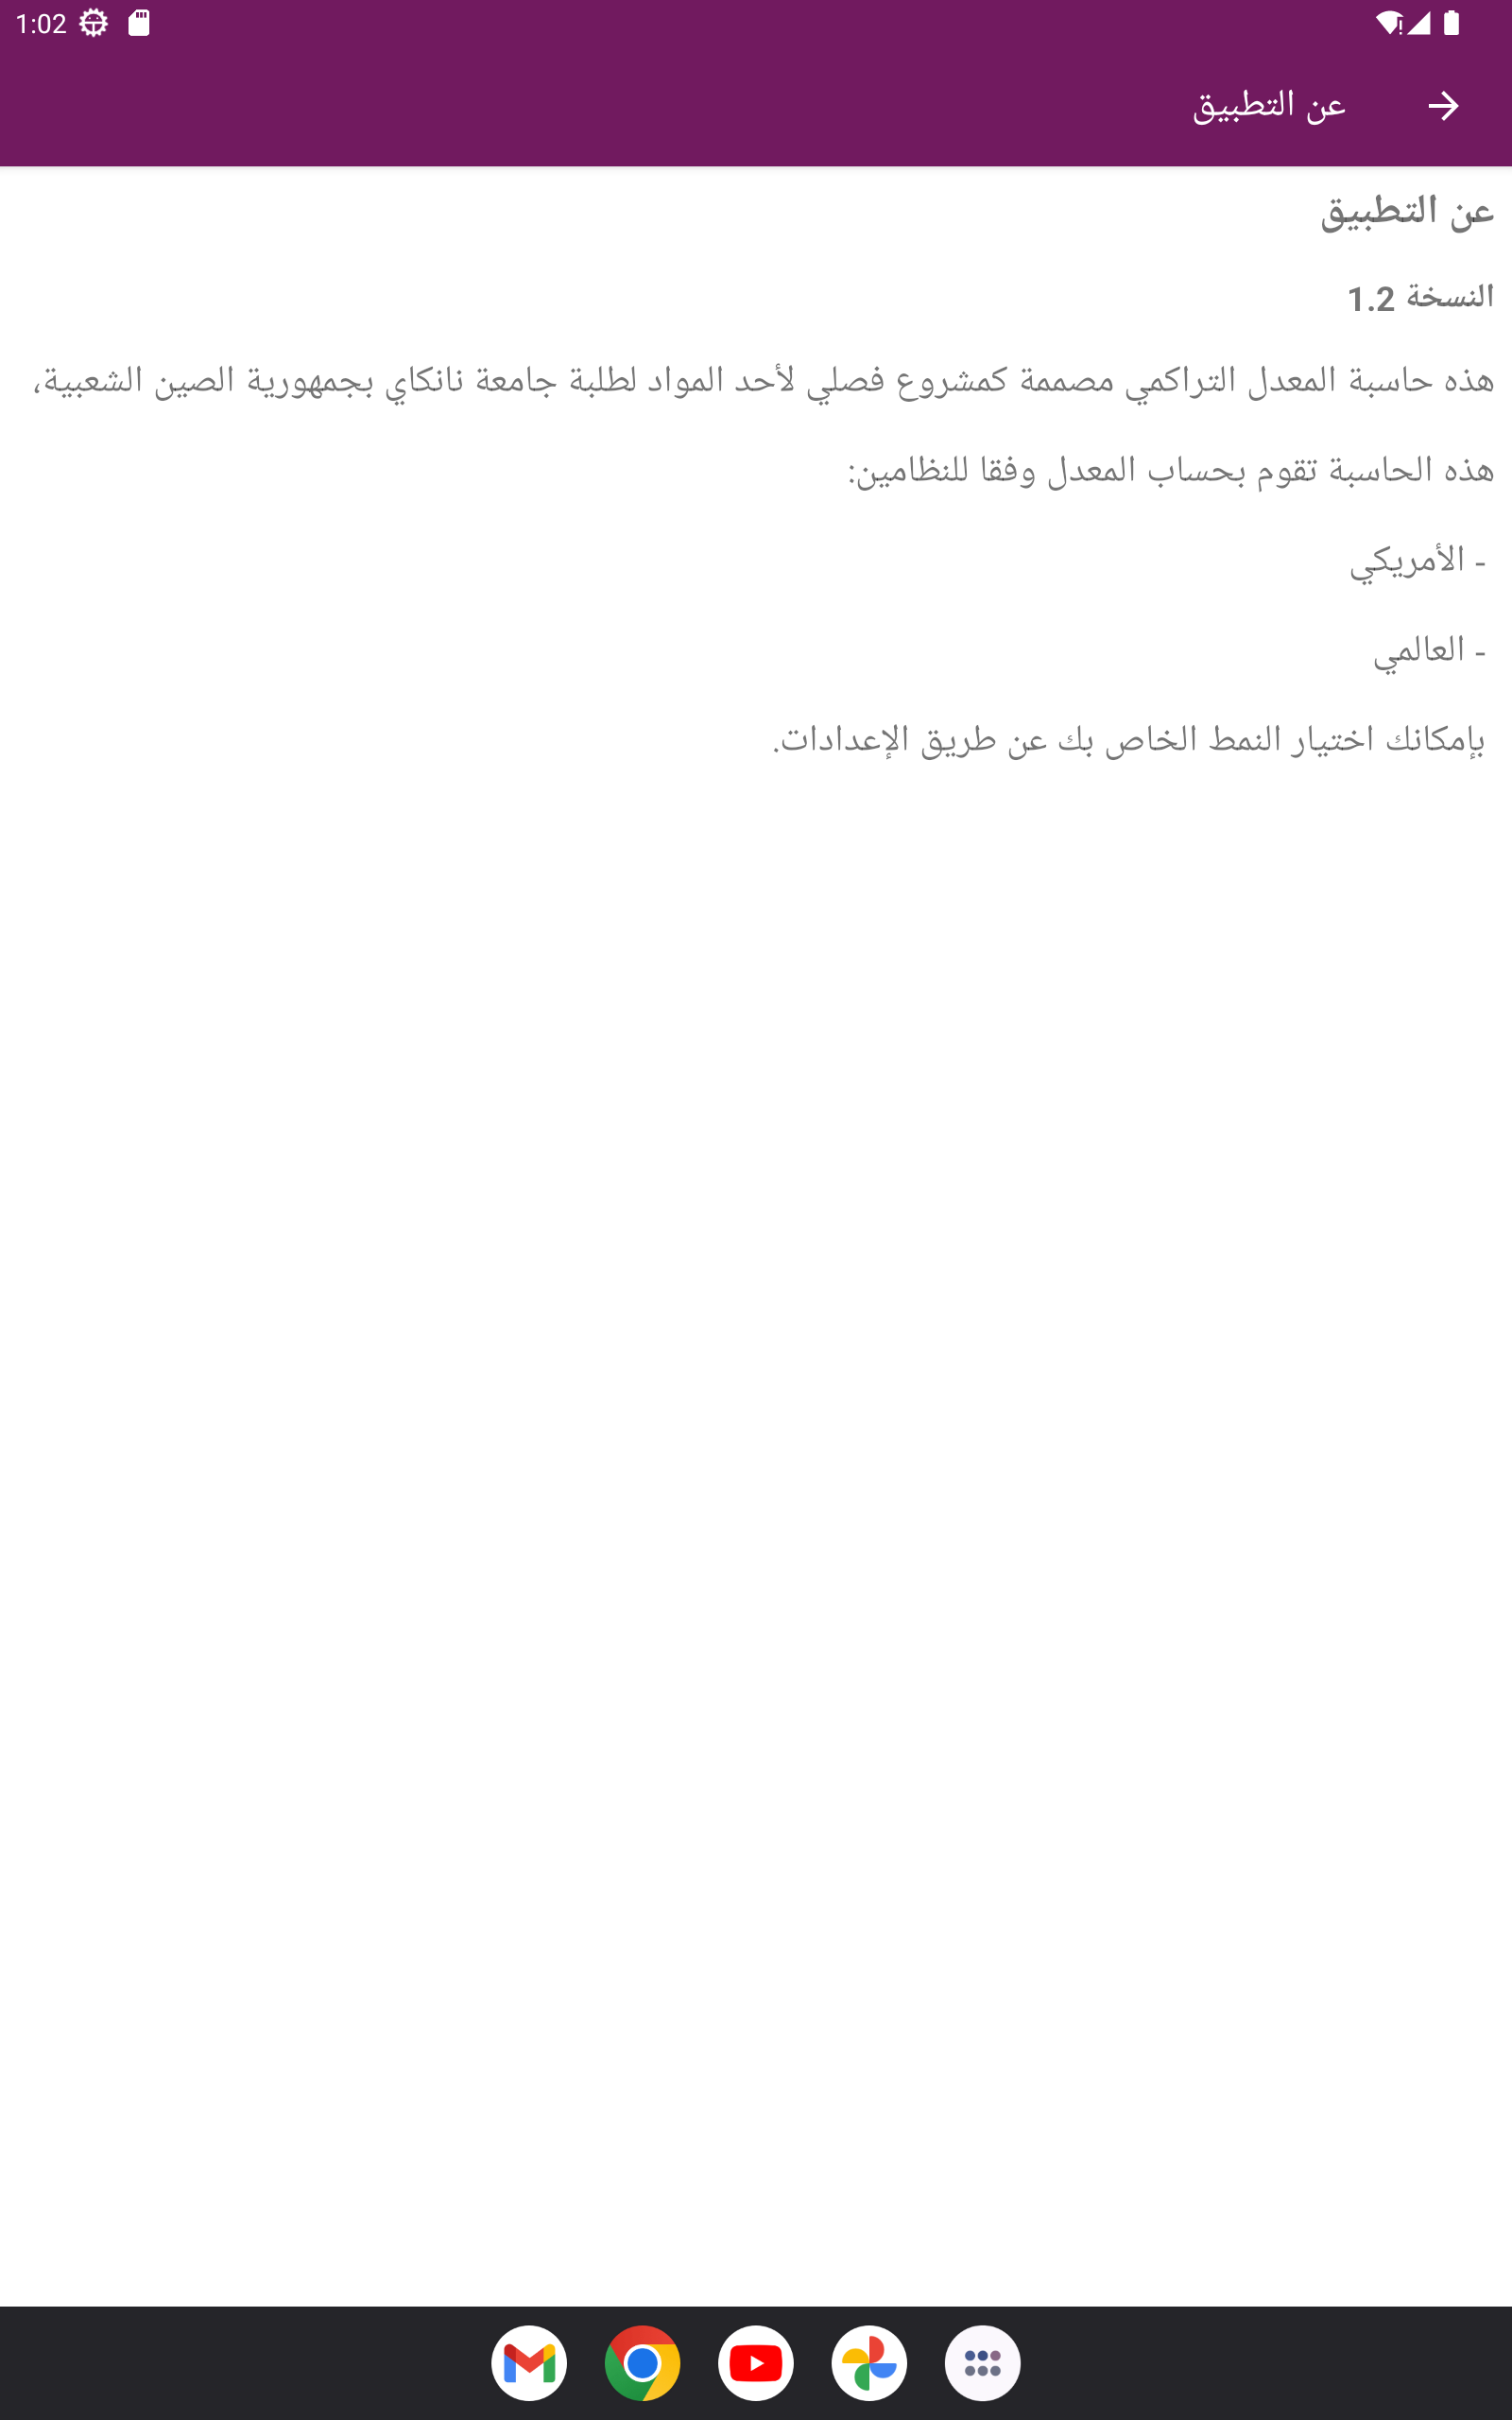 1:02
عن التطبيق
عن التطبيق
النسخة 1.2
هذه حاسبة المعدل التراكمي مصممة كمشروع فصلي لأحد المواد لطلبة جامعة نانكاي بجمهورية الصين الشعبية،
هذه الحاسبة تقوم بحساب المعدل وفقا للنظامين:
- الأمريكي
- العالمي
بإمكانك اختيار النمط الخاص بك عن طريق الإعدادات.